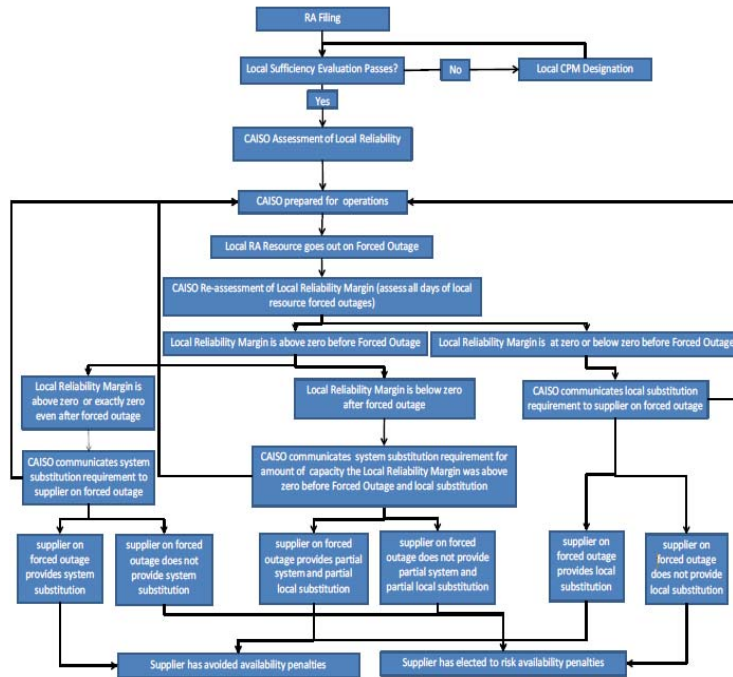 RA Filing
Local Sufficiency Evaluation Passes?
No
Local CPM Designation
Yes
CAISO Assessment of Local Reliability
CAISO prepared for operations
Local RA Resource goes out on Forced Outage
CAISO Re-assessment of Local Reliability Margin (assess all days of local
resource forced outages)
Local Reliability Margin is above zero before Forced Outage
Local Reliability Margin is at zero or below zero before Forced Outage
Local Reliability Margin is
above zero or exactly zero
even after forced outage
Local Reliability Margin is below zero
after forced outage
CAISO communicates local substitution
requirement to supplier on forced outage
CAISO communicates system
substitution requirement to
supplier on forced outage
CAISO communicates system substitution requirement for
amount of capacity the Local Reliability Margin was above
zero before Forced Outage and local substitution
supplier on
forced outage
provides system
substitution
supplier on forced
outage does not
provide system
substitution
supplier on forced
outage provides partial
system and partial
local substitution
supplier on forced
outage does not provide
partial system and
partial local substitution
supplier on
forced outage
provides local
substitution
supplier on
forced outage
does not provide
local substitution
Supplier has avoided availability penalties
Supplier has elected to risk availability penalties